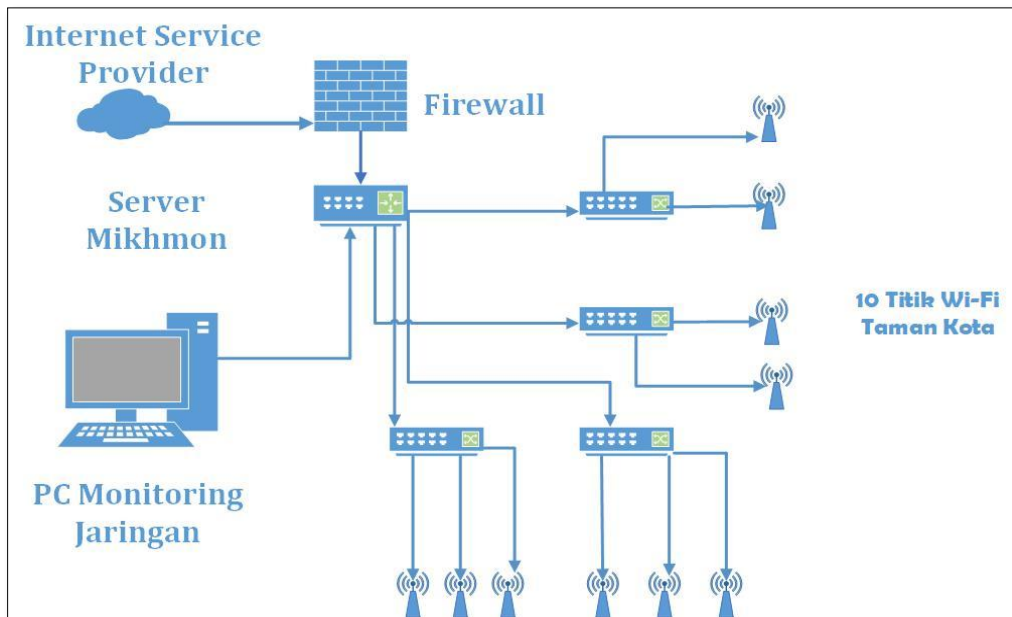 Internet Service
Provider
Firewall
Server
Mikhmon
10 Titik Wi-Fi
Taman Kota
PC Monitoring
Jaringan